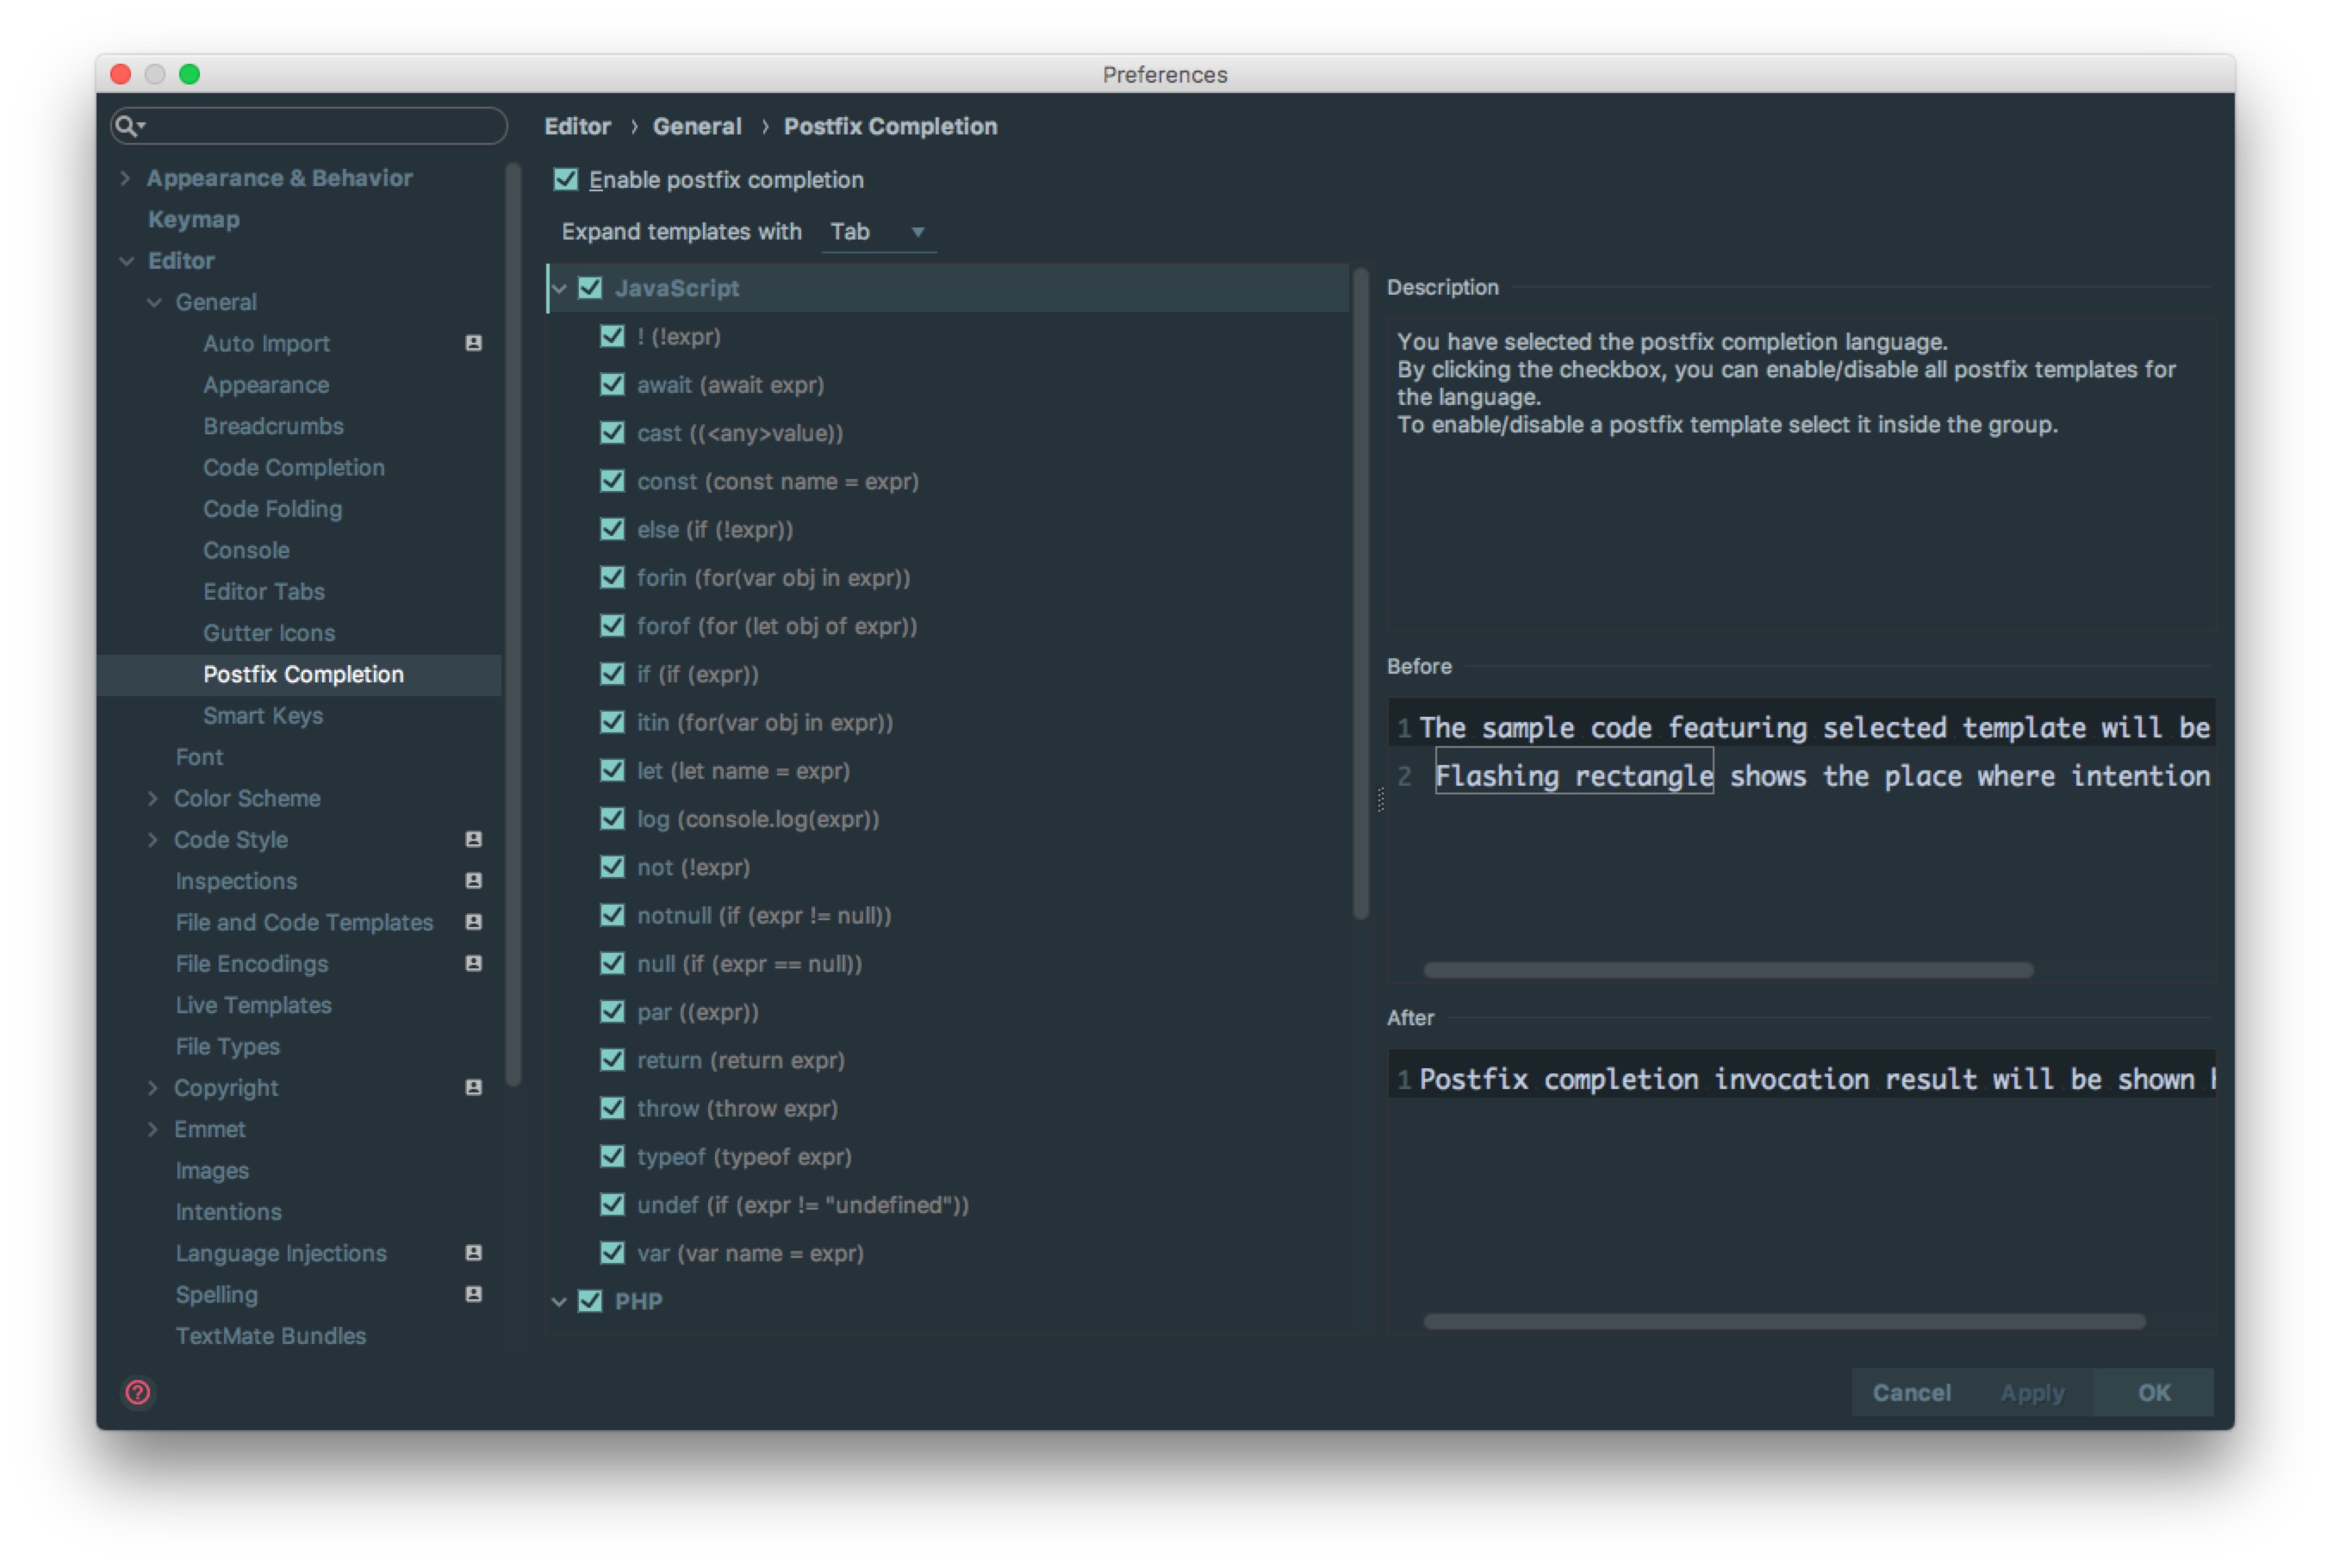 Preferences
Appearance & Behavior
Keymap
Editor
General
Auto Import
Appearance
Breadcrumbs
Code Completion
Code Folding
Console
Editor Tabs
Gutter Icons
Postfix Completion
Smart Keys
Font
Color Scheme
Code Style
Inspections
File and Code Templates
File Encodings
Live Templates
File Types
Copyright
Emmet
Images
Intentions
Language Injections
Spelling
TextMate Bundles
Editor › General › Postfix Completion
Enable postfix completion
Expand templates with Tab
JavaScript
! (!expr)
await (await expr)
cast ((<any>value))
const (const name = expr)
else (if (!expr))
forin (for(var obj in expr))
forof (for (let obj of expr))
if (if (expr))
itin (for(var obj in expr))
let (let name = expr)
log (console.log(expr))
not (!expr)
notnull (if (expr != null))
null (if (expr == null))
par ((expr))
return (return expr)
throw (throw expr)
typeof (typeof expr)
undef (if (expr != "undefined"))
var (var name = expr)
PHP
Description
You have selected the postfix completion language.
By clicking the checkbox, you can enable/disable all postfix templates for
the language.
To enable/disable a postfix template select it inside the group.
Before
1 The sample code featuring selected template will be
2 Flashing rectangle shows the place where intention
After
1 Postfix completion invocation result will be shown
?
Cancel Apply OK